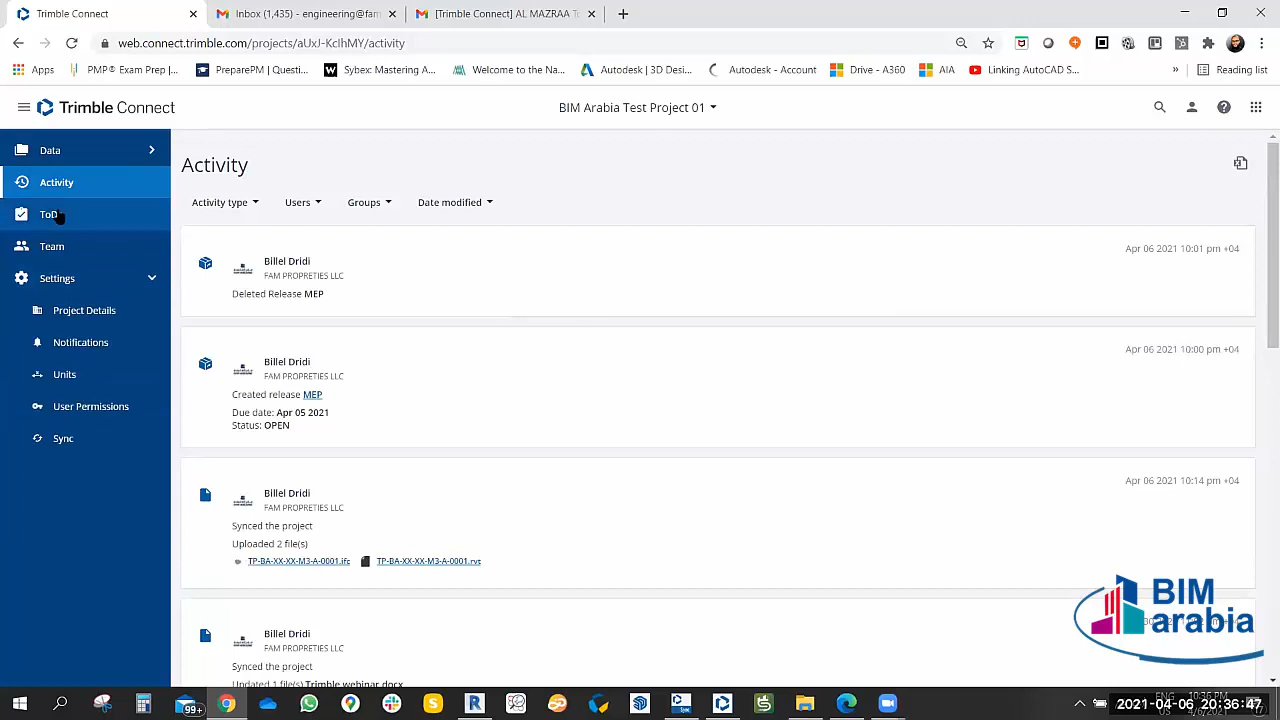 Trimble Connect
Inbox (1,435) - engineering@fam
[Trimble Connect] AL MAZRAA To
web.connect.trimble.com/projects/aUxI-KcIhMY/activity
Apps
PMP® Exam Prep |...
PreparePM | Questi...
Sybex: Mastering A...
Welcome to the Na...
Autodesk | 3D Desi...
Autodesk - Account
Drive - A360
AIA
Linking AutoCAD S...
»
Reading list
Trimble Connect
BIM Arabia Test Project 01
Data
Activity
ToD
Team
Settings
Project Details
Notifications
Units
User Permissions
Sync
Activity
Activity type
Users
Groups
Date modified
Billel Dridi
FAM PROPRETIES LLC
Deleted Release MEP
Apr 06 2021 10:01 pm +04
Billel Dridi
FAM PROPRETIES LLC
Created release MEP
Due date: Apr 05 2021
Status: OPEN
Apr 06 2021 10:00 pm +04
Billel Dridi
FAM PROPRETIES LLC
Synced the project
Uploaded 2 file(s)
TP-BA-XX-XX-M3-A-0001.ifc
TP-BA-XX-XX-M3-A-0001.rvt
Apr 06 2021 10:14 pm +04
Billel Dridi
FAM PROPRETIES LLC
Synced the project
Updated 1 file(s) Trimble webinar.docx
BIM
arabia
99+
ENG
10:36 PM
2021-04-06 20:36:47